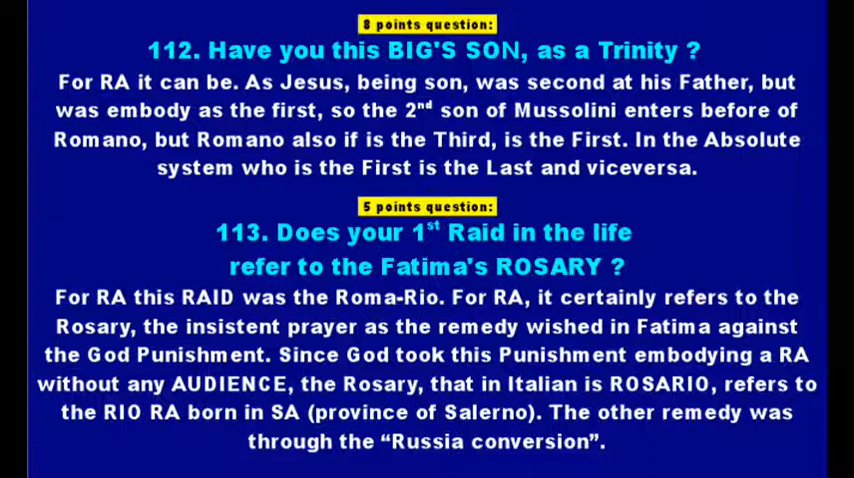 8 points question:
112. Have you this BIG'S SON, as a Trinity ?
For RA it can be. As Jesus, being son, was second at his Father, but
was embody as the first, so the 2nd son of Mussolini enters before of
Romano, but Romano also if is the Third, is the First. In the Absolute
system who is the First is the Last and viceversa.
5 points question:
113. Does your 1st Raid in the life
refer to the Fatima's ROSARY ?
For RA this RAID was the Roma-Rio. For RA, it certainly refers to the
Rosary, the insistent prayer as the remedy wished in Fatima against
the God Punishment. Since God took this Punishment embodying a RA
without any AUDIENCE, the Rosary, that in Italian is ROSARIO, refers to
the RIO RA born in SA (province of Salerno). The other remedy was
through the “Russia conversion”.